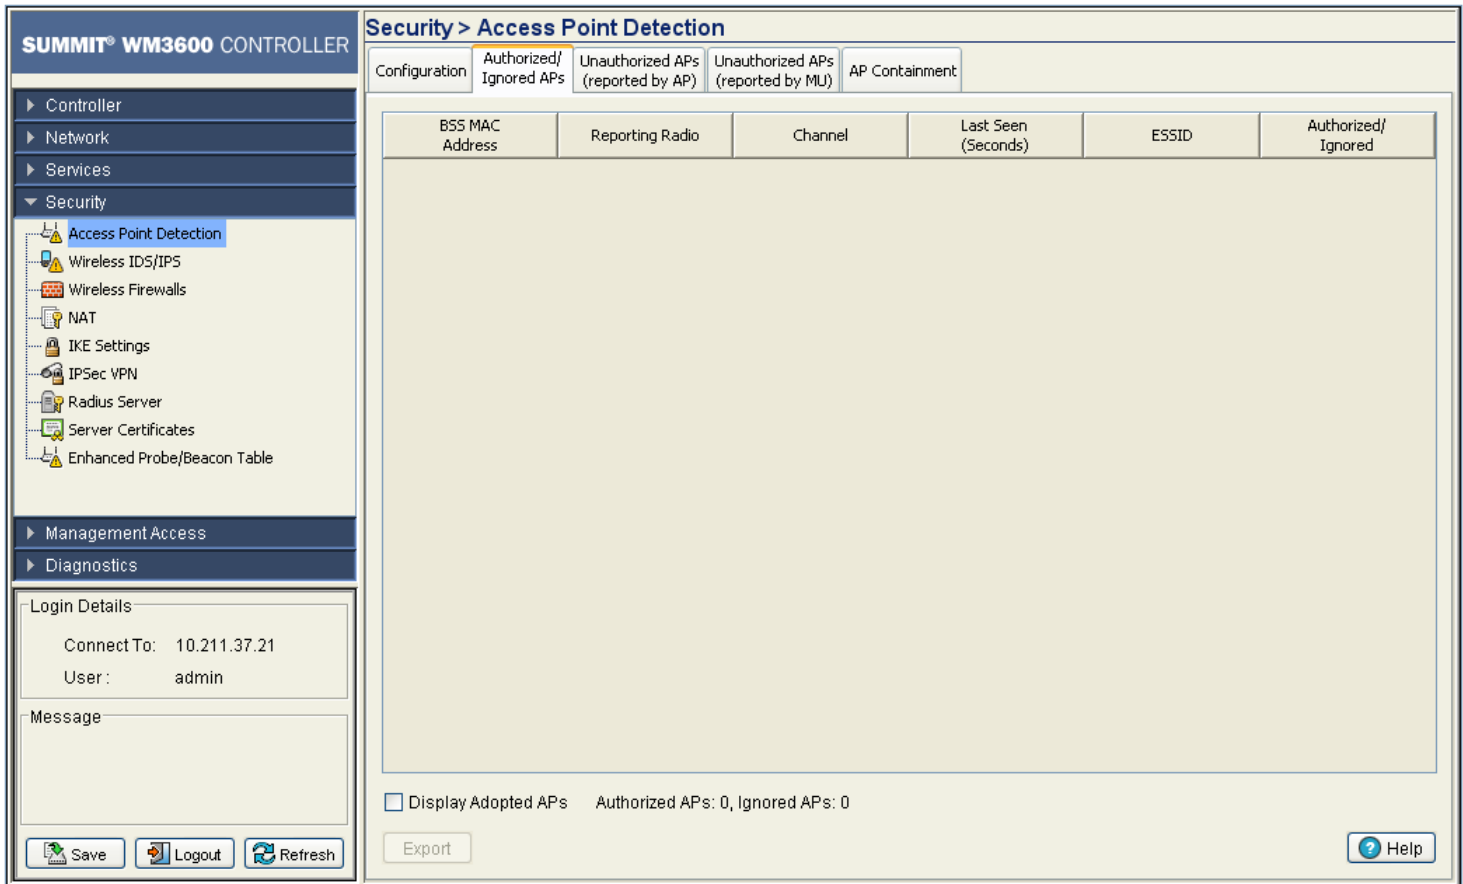 SUMMIT® WM3600 CONTROLLER
Controller
Network
Services
Security
Access Point Detection
Wireless IDS/IPS
Wireless Firewalls
NAT
IKE Settings
IPSec VPN
Radius Server
Server Certificates
Enhanced Probe/Beacon Table
Management Access
Diagnostics
Login Details
Connect To: 10.211.37.21
User : admin
Message
Save Logout Refresh
Security > Access Point Detection
Configuration
Authorized/
Ignored APs
Unauthorized APs
(reported by AP)
Unauthorized APs
(reported by MU)
AP Containment
BSS MAC
Address
Reporting Radio
Channel
Last Seen
(Seconds)
ESSID
Authorized/
Ignored
Display Adopted APs Authorized APs: 0, Ignored APs: 0
Export
Help